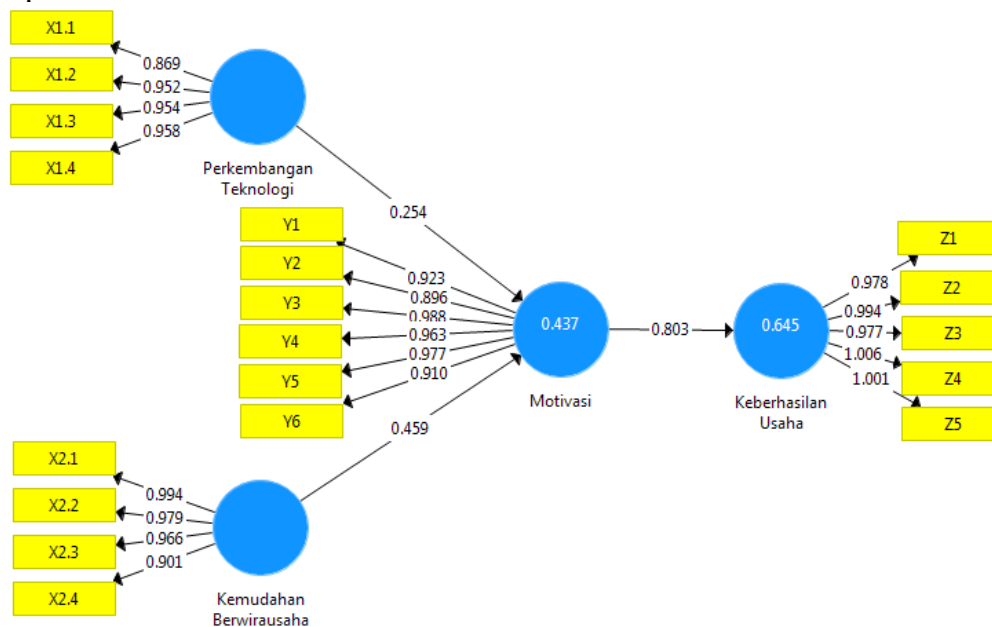 X1.1
X1.2
X1.3
X1.4
0.869
0.952
0.954
0.958
Perkembangan
Teknologi
0.254
Y1
Y2
Y3
Y4
Y5
Y6
0.923
0.896
0.988
0.963
0.977
0.910
0.437
Motivasi
0.803
0.645
Keberhasilan
Usaha
0.978
0.994
0.977
1.006
1.001
Z1
Z2
Z3
Z4
Z5
0.459
X2.1
X2.2
X2.3
X2.4
0.994
0.979
0.966
0.901
Kemudahan
Berwirausaha